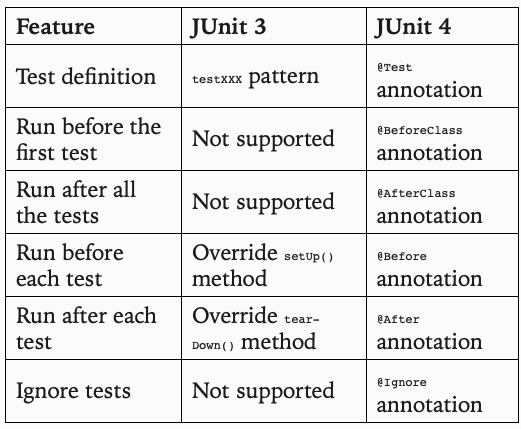 Feature JUnit 3 JUnit 4
Test definition testXXX pattern @Test
annotation
Run before the
first test Not supported @BeforeClass
annotation
Run after all
the tests Not supported @AfterClass
annotation
Run before
each test Override setUp()
method @Before
annotation
Run after each
test Override tear-
Down() method @After
annotation
Ignore tests Not supported @Ignore
annotation